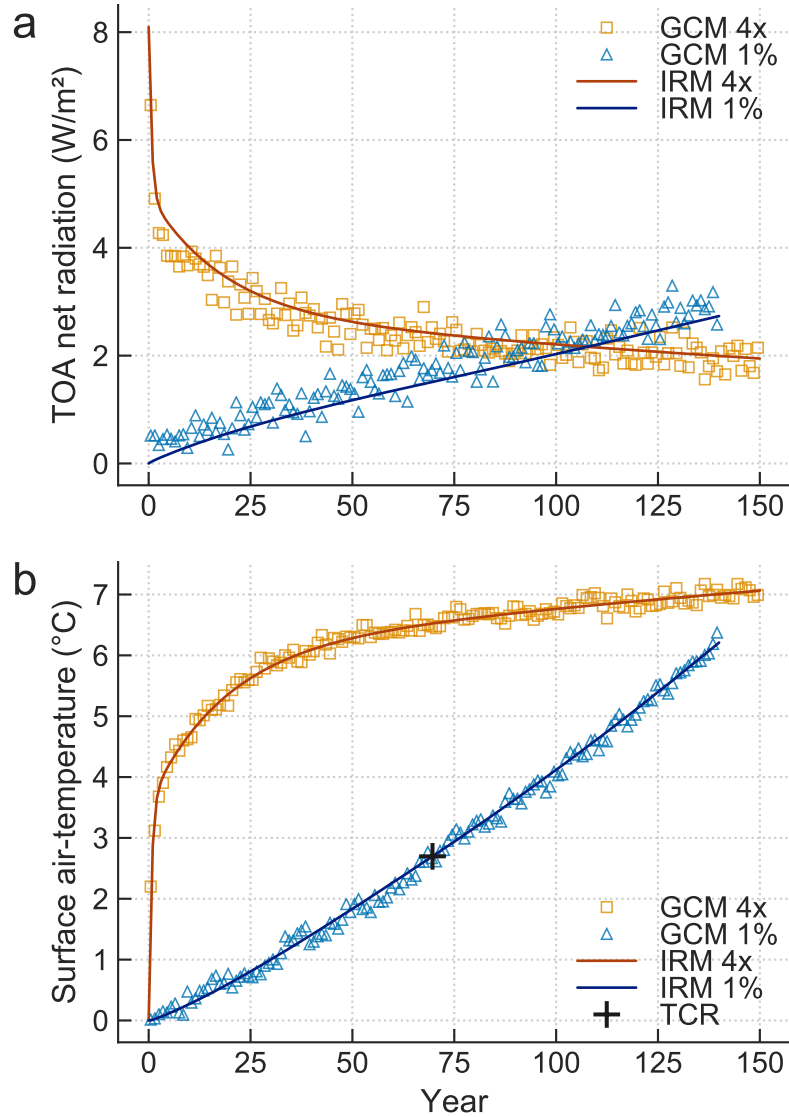 a
TOA net radiation (W/m²)
8
6
4
2
0
GCM 4x
GCM 1%
IRM 4x
IRM 1%
0 25 50 75 100 125 150
b
Surface air-temperature (°C)
7
6
5
4
3
2
1
0
GCM 4x
GCM 1%
IRM 4x
IRM 1%
TCR
0 25 50 75 100 125 150
Year